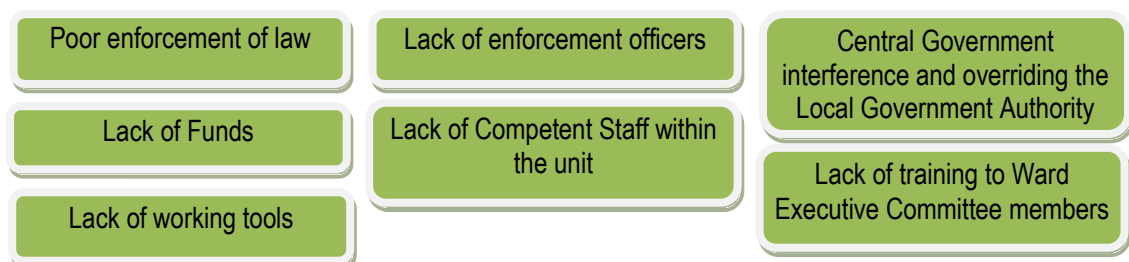 Poor enforcement of law
Lack of Funds
Lack of working tools
Lack of enforcement officers
Lack of Competent Staff within
the unit
Central Government
interference and overriding the
Local Government Authority
Lack of training to Ward
Executive Committee members